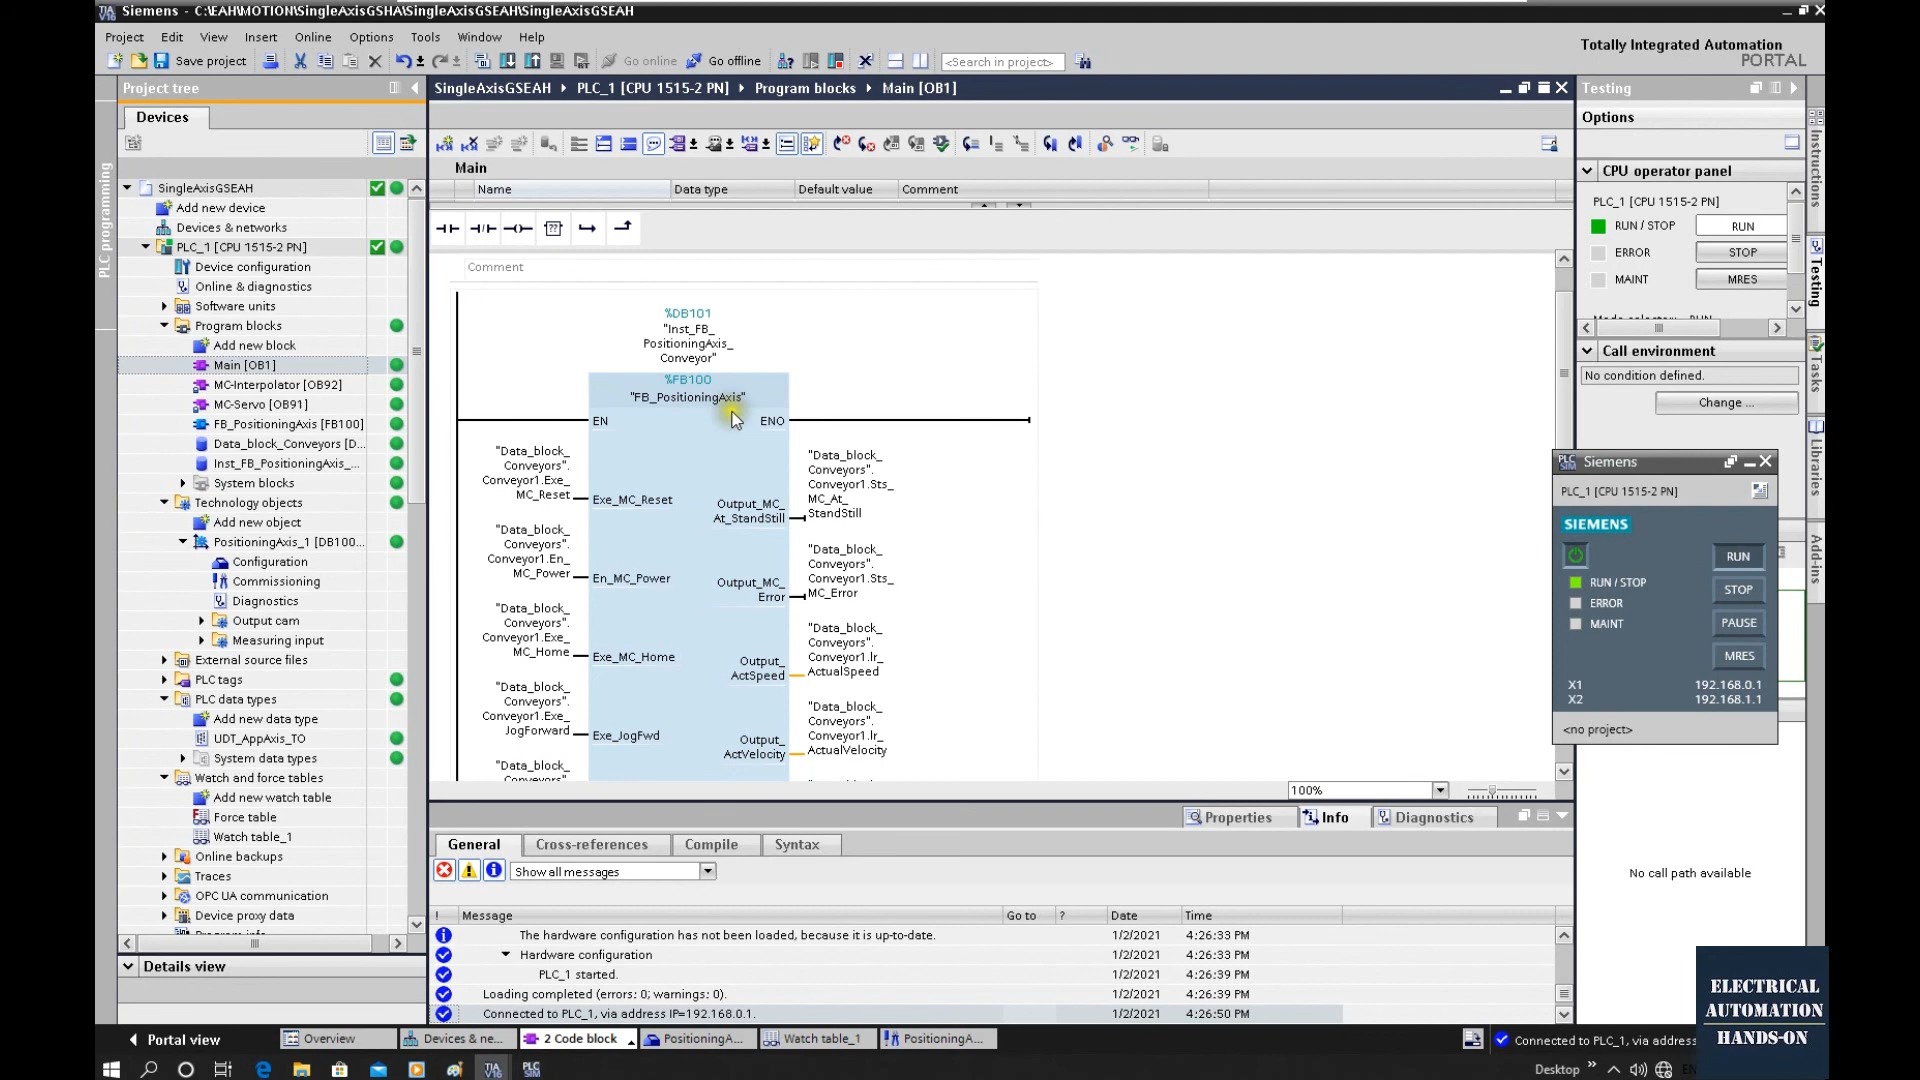 Siemens - C:\EAH\MOTION\SingleAxisGSHA\SingleAxisGSEAH\SingleAxisGSEAH
Project Edit View Insert Online Options Tools Window Help
Save project
Go online
Go offline
<Search in project>
Totally Integrated Automation
PORTAL
Project tree
Devices
PLC programming
SingleAxisGSEAH
Add new device
Devices & networks
PLC_1 [CPU 1515-2 PN]
Device configuration
Online & diagnostics
Software units
Program blocks
Add new block
Main [OB1]
MC-Interpolator [OB92]
MC-Servo [OB91]
FB_PositioningAxis [FB100]
Data_block_Conveyors [D...
Inst_FB_PositioningAxis_...
System blocks
Technology objects
Add new object
PositioningAxis_1 [DB100...
Configuration
Commissioning
Diagnostics
Output cam
Measuring input
External source files
PLC tags
PLC data types
Add new data type
UDT_AppAxis_TO
System data types
Watch and force tables
Add new watch table
Force table
Watch table_1
Online backups
Traces
OPC UA communication
Device proxy data
Details view
SingleAxisGSEAH PLC_1 [CPU 1515-2 PN] Program blocks Main [OB1]
Main
Name Data type Default value Comment
Comment
%DB101
"Inst_FB_
PositioningAxis_
Conveyor"
%FB100
"FB_PositioningAxis"
EN ENO
"Data_block_
Conveyors".
Conveyor1.Exe_
MC_Reset
Exe_MC_Reset
Output_MC_
At_StandStill
"Data_block_
Conveyors".
Conveyor1.Sts_
MC_At_
StandStill
"Data_block_
Conveyors".
Conveyor1.En_
MC_Power
En_MC_Power
Output_MC_
Error
"Data_block_
Conveyors".
Conveyor1.Sts_
MC_Error
"Data_block_
Conveyors".
Conveyor1.Exe_
MC_Home
Exe_MC_Home
Output_
ActSpeed
"Data_block_
Conveyors".
Conveyor1.lr_
ActualSpeed
"Data_block_
Conveyors".
Conveyor1.Exe_
JogForward
Exe_JogFwd
Output_
ActVelocity
"Data_block_
Conveyors".
Conveyor1.lr_
ActualVelocity
"Data_block_
100%
Properties Info Diagnostics
General Cross-references Compile Syntax
Show all messages
! Message Go to ? Date Time
The hardware configuration has not been loaded, because it is up-to-date. 1/2/2021 4:26:33 PM
Hardware configuration 1/2/2021 4:26:33 PM
PLC_1 started. 1/2/2021 4:26:39 PM
Loading completed (errors: 0; warnings: 0). 1/2/2021 4:26:39 PM
Connected to PLC_1, via address IP=192.168.0.1. 1/2/2021 4:26:50 PM
Testing
Options
CPU operator panel
PLC_1 [CPU 1515-2 PN]
RUN / STOP RUN
ERROR STOP
MAINT MRES
Call environment
No condition defined.
Change ...
No call path available
Instructions
Testing
Tasks
Libraries
Add-ins
Siemens
PLC_1 [CPU 1515-2 PN]
SIEMENS
RUN
RUN / STOP
STOP
ERROR
MAINT
PAUSE
MRES
X1 192.168.0.1
X2 192.168.1.1
<no project>
ELECTRICAL
AUTOMATION
HANDS-ON
Portal view
Overview
Devices & ne...
2 Code block
PositioningA...
Watch table_1
PositioningA...
Connected to PLC_1, via address
Desktop